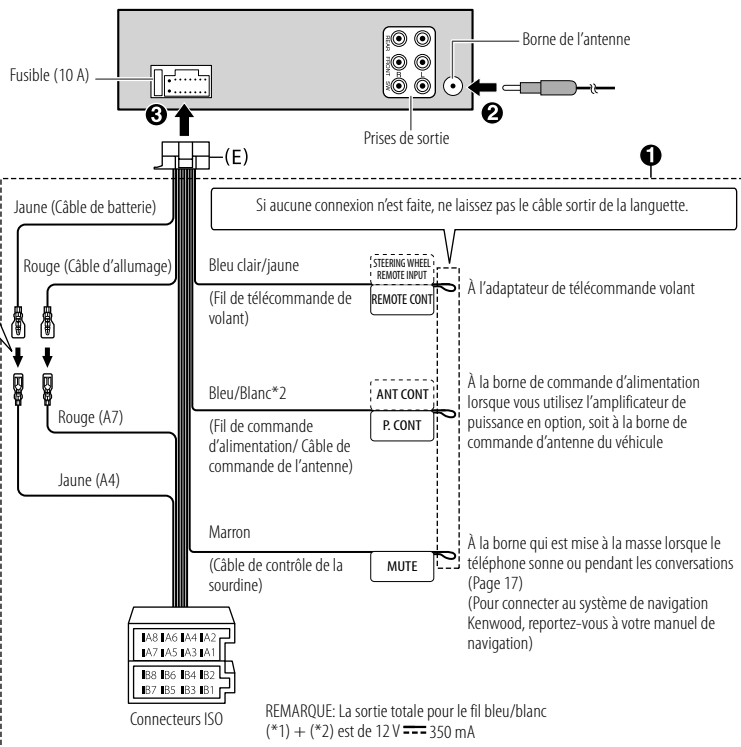 Borne de l'antenne
Fusible (10 A)
REAR
FRONT
SW
R
L
❸
❷
Prises de sortie
(E)
❶
Jaune (Câble de batterie)
Si aucune connexion n'est faite, ne laissez pas le câble sortir de la languette.
Rouge (Câble d'allumage)
Bleu clair/jaune
(Fil de télécommande de
volant)
STEERING WHEEL
REMOTE INPUT
REMOTE CONT
À l'adaptateur de télécommande volant
Bleu/Blanc*2
(Fil de commande
d'alimentation/ Câble de
commande de l'antenne)
ANT CONT
P. CONT
À la borne de commande d'alimentation
lorsque vous utilisez l'amplificateur de
puissance en option, soit à la borne de
commande d'antenne du véhicule
Rouge (A7)
Jaune (A4)
Marron
(Câble de contrôle de la
sourdine)
MUTE
À la borne qui est mise à la masse lorsque le
téléphone sonne ou pendant les conversations
(Page 17)
(Pour connecter au système de navigation
Kenwood, reportez-vous à votre manuel de
navigation)
A8 A6 A4 A2
A7 A5 A3 A1
B8 B6 B4 B2
B7 B5 B3 B1
Connecteurs ISO
REMARQUE: La sortie totale pour le fil bleu/blanc
(*1) + (*2) est de 12 V ⎓ 350 mA